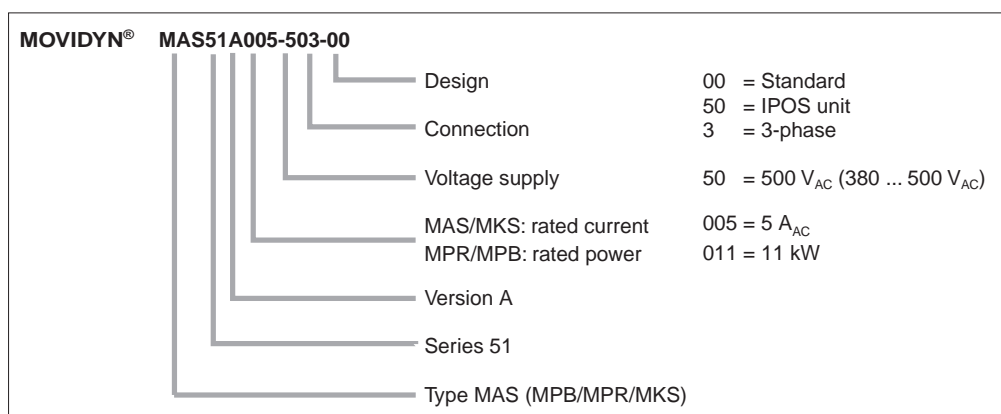 MOVIDYN® MAS51A005-503-00
Design 00 = Standard
50 = IPOS unit
Connection 3 = 3-phase
Voltage supply 50 = 500 VAC (380 ... 500 VAC)
MAS/MKS: rated current 005 = 5 AAC
MPR/MPB: rated power 011 = 11 kW
Version A
Series 51
Type MAS (MPB/MPR/MKS)